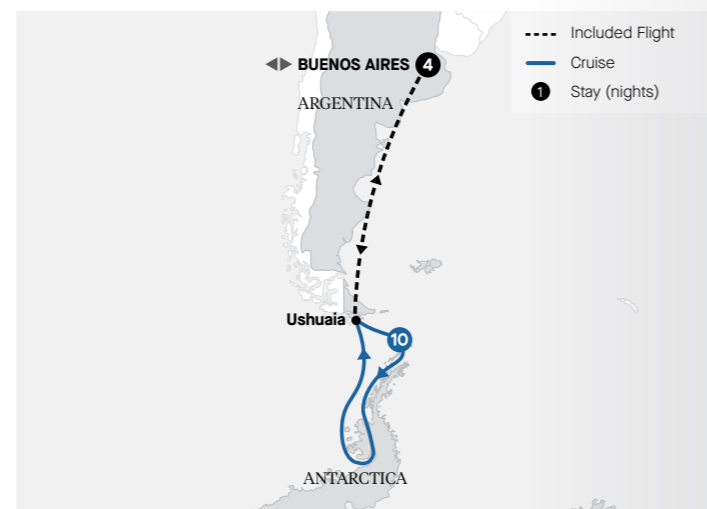 Included Flight
Cruise
1 Stay (nights)
BUENOS AIRES 4
ARGENTINA
Ushuaia
10
ANTARCTICA